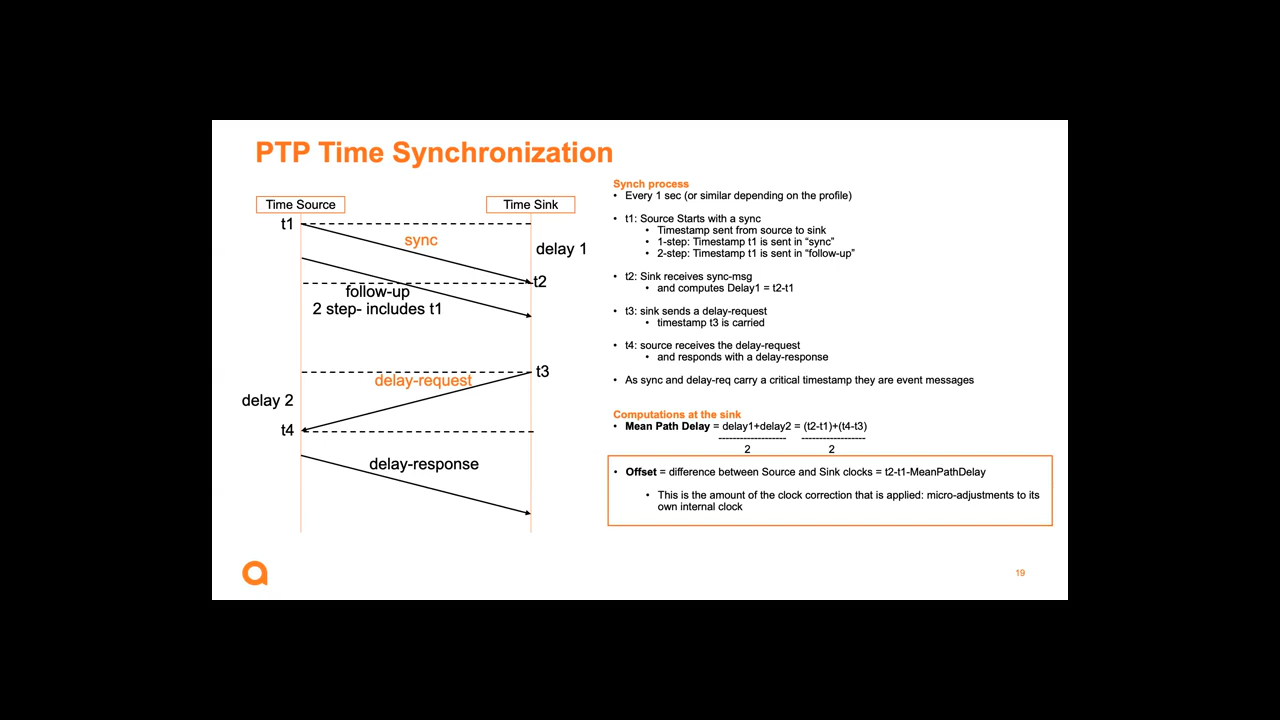 PTP Time Synchronization
Time Source
Time Sink
t1
sync
delay 1
t2
follow-up
2 step- includes t1
t3
delay-request
delay 2
t4
delay-response
Synch process
• Every 1 sec (or similar depending on the profile)
• t1: Source Starts with a sync
• Timestamp sent from source to sink
• 1-step: Timestamp t1 is sent in “sync”
• 2-step: Timestamp t1 is sent in “follow-up”
• t2: Sink receives sync-msg
• and computes Delay1 = t2-t1
• t3: sink sends a delay-request
• timestamp t3 is carried
• t4: source receives the delay-request
• and responds with a delay-response
• As sync and delay-req carry a critical timestamp they are event messages
Computations at the sink
• Mean Path Delay = delay1+delay2 = (t2-t1)+(t4-t3)
------------------- ------------------
2 2
• Offset = difference between Source and Sink clocks = t2-t1-MeanPathDelay
• This is the amount of the clock correction that is applied: micro-adjustments to its
own internal clock
19